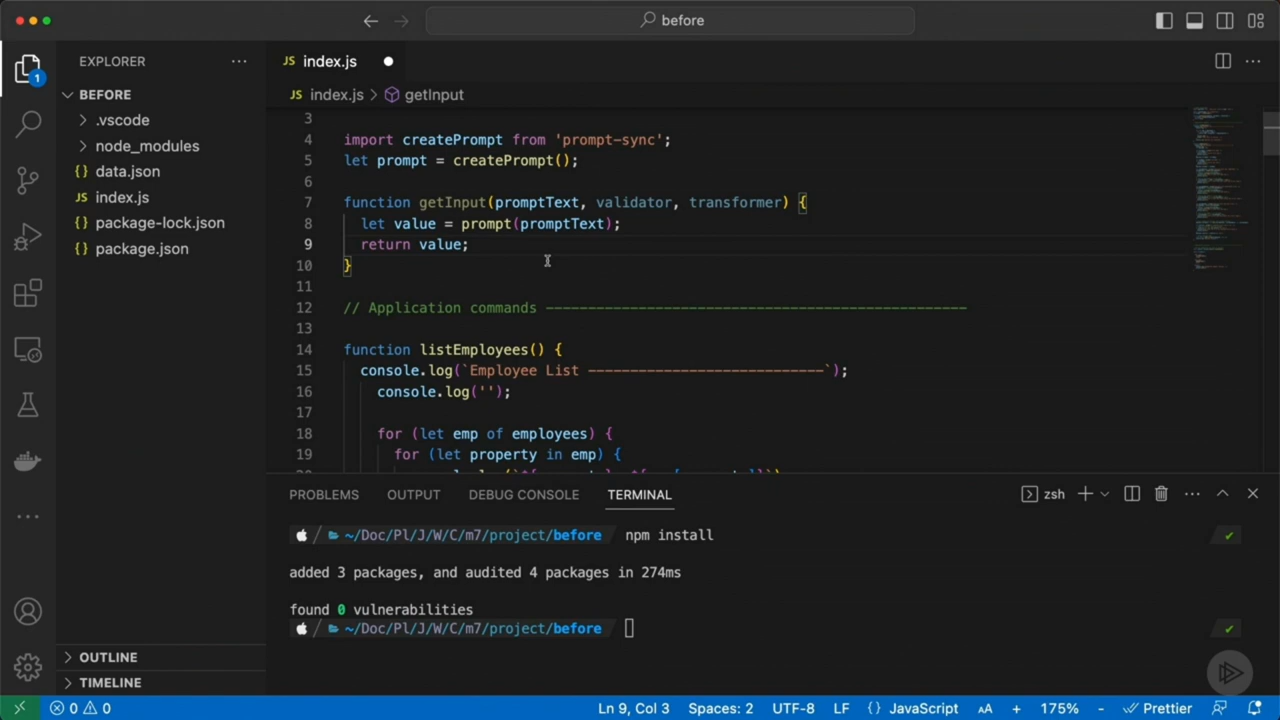 before
EXPLORER
BEFORE
.vscode
node_modules
{} data.json
JS index.js
{} package-lock.json
{} package.json
OUTLINE
TIMELINE
1
JS index.js
JS index.js > getInput
3
4 import createPrompt from 'prompt-sync';
5 let prompt = createPrompt();
6
7 function getInput(promptText, validator, transformer) {
8 let value = prompt(promptText);
9 return value;
10 }
11
12 // Application commands ------------------------------------------------
13
14 function listEmployees() {
15 console.log(`Employee List ----------------------------`);
16 console.log('');
17
18 for (let emp of employees) {
19 for (let property in emp) {
PROBLEMS OUTPUT DEBUG CONSOLE TERMINAL
zsh
~/Doc/Pl/J/W/C/m7/project/before npm install
added 3 packages, and audited 4 packages in 274ms
found 0 vulnerabilities
~/Doc/Pl/J/W/C/m7/project/before
0 0 Ln 9, Col 3 Spaces: 2 UTF-8 LF {} JavaScript AA + 175% - Prettier